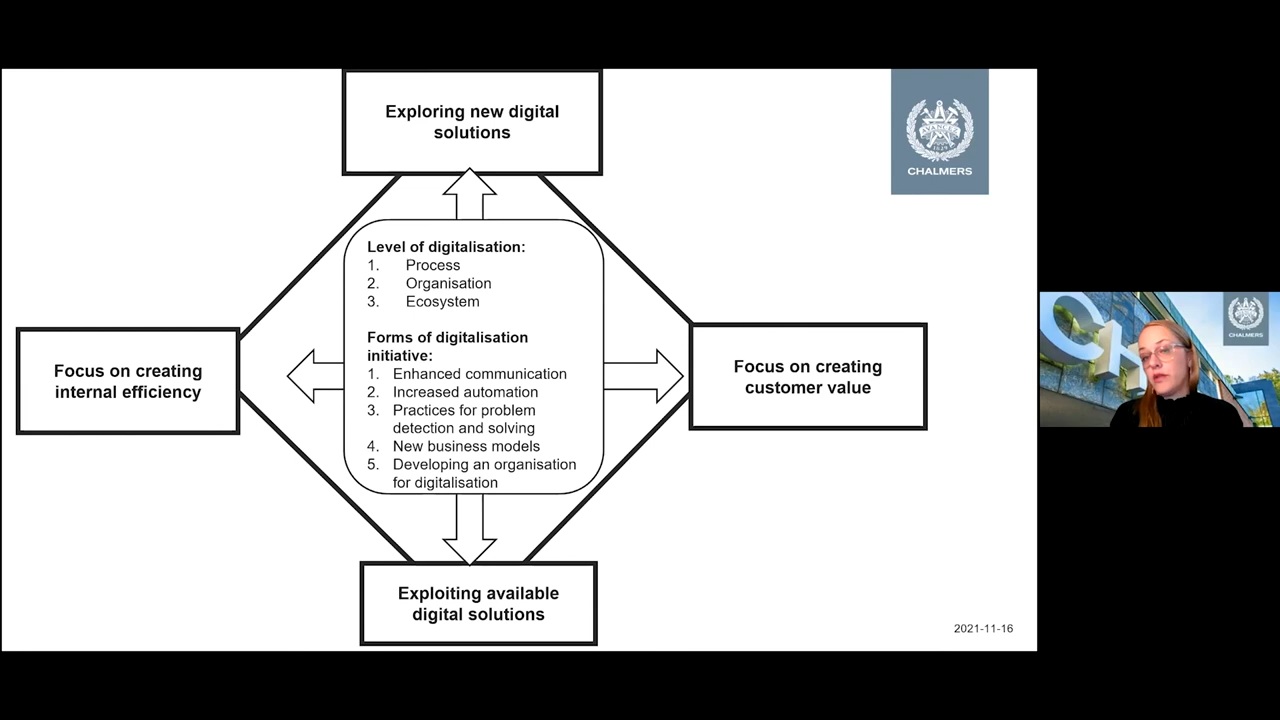 Exploring new digital
solutions
CHALMERS
Level of digitalisation:
1. Process
2. Organisation
3. Ecosystem
Forms of digitalisation
initiative:
1. Enhanced communication
2. Increased automation
3. Practices for problem
detection and solving
4. New business models
5. Developing an organisation
for digitalisation
Focus on creating
internal efficiency
Focus on creating
customer value
Exploiting available
digital solutions
2021-11-16
CH
CHALMERS